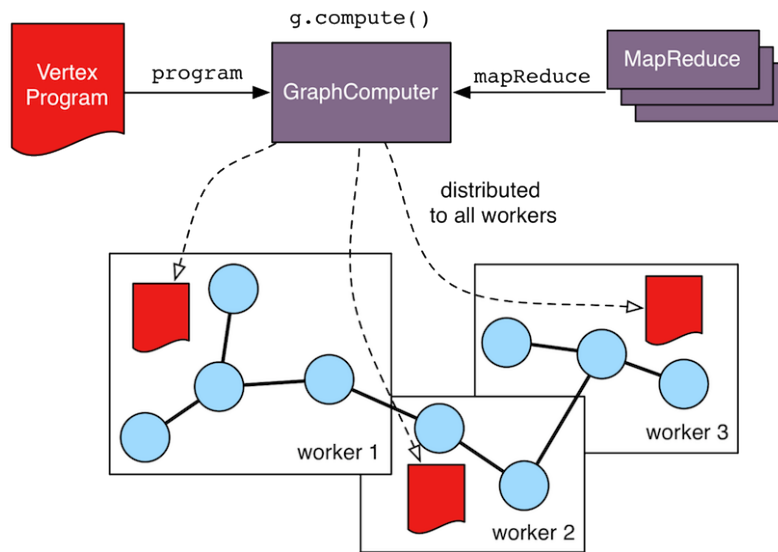 g.compute()
Vertex
Program
program
GraphComputer
mapReduce
MapReduce
distributed
to all workers
worker 1
worker 3
worker 2